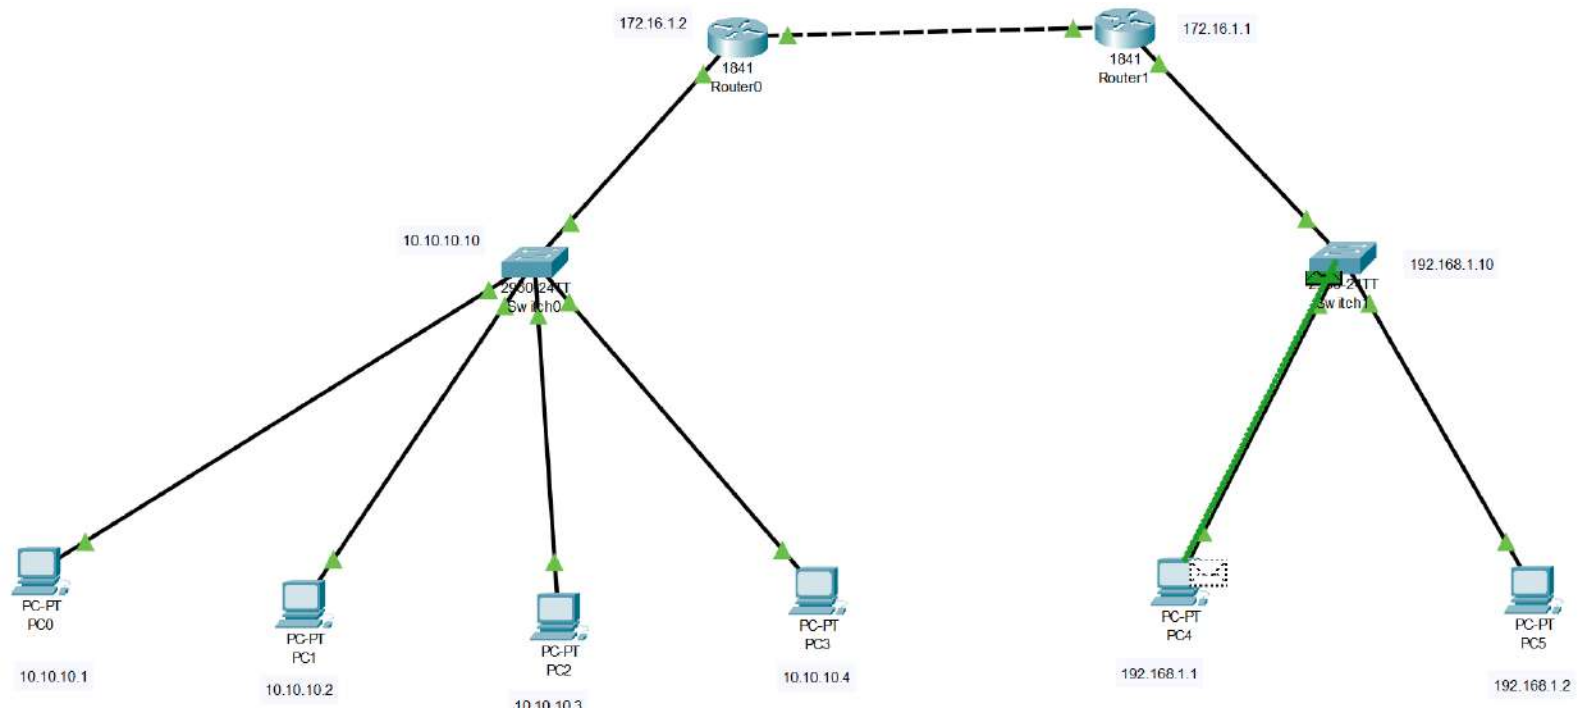 172.16.1.2
1841
Router0
172.16.1.1
1841
Router1
10.10.10.10
Switch0
192.168.1.10
Switch1
PC-PT
PC0
10.10.10.1
PC-PT
PC1
10.10.10.2
PC-PT
PC2
10.10.10.3
PC-PT
PC3
10.10.10.4
PC-PT
PC4
192.168.1.1
PC-PT
PC5
192.168.1.2